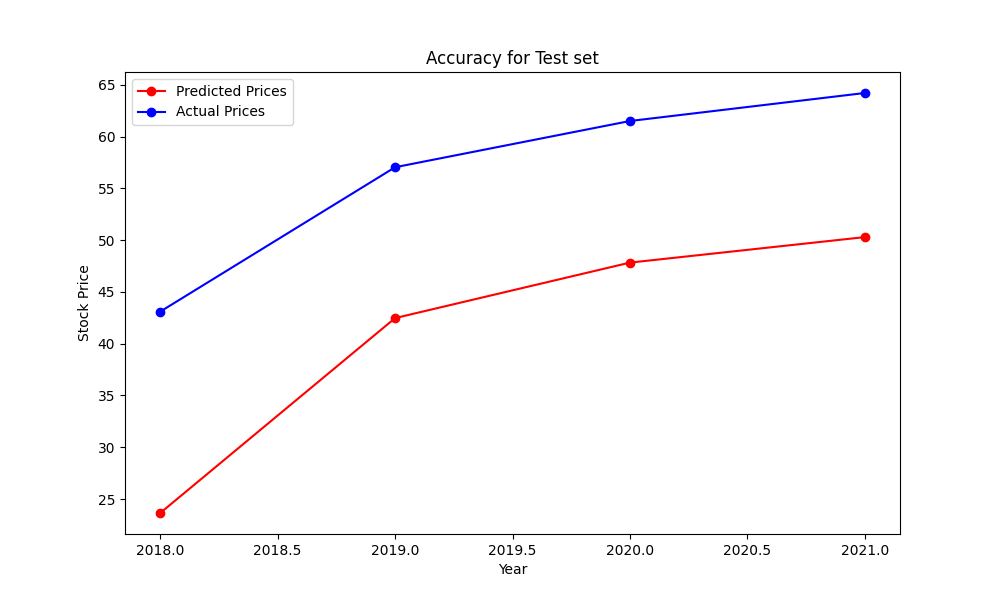 Accuracy for Test set
Predicted Prices
Actual Prices
65
60
55
50
45
40
35
30
25
Stock Price
2018.0 2018.5 2019.0 2019.5 2020.0 2020.5 2021.0
Year